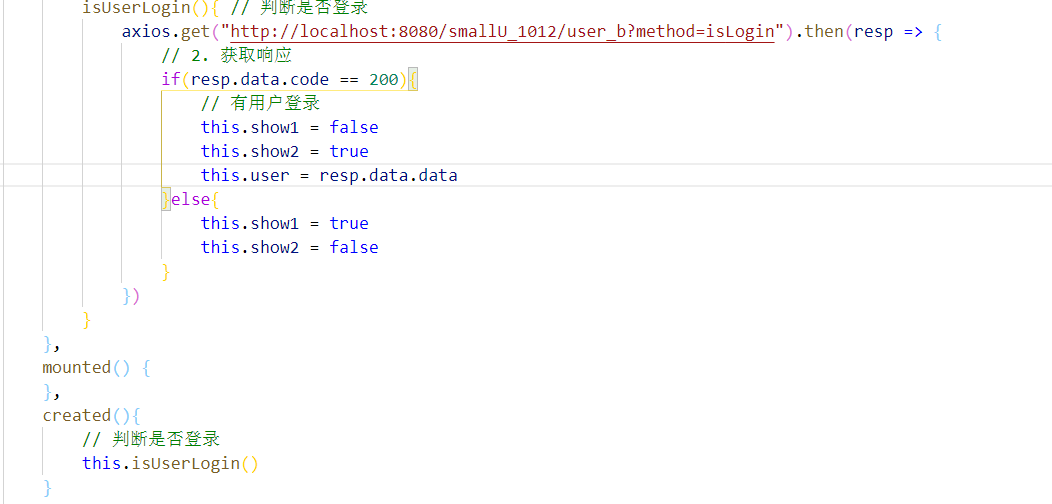 isUserLogin(){ // 判断是否登录
axios.get("http://localhost:8080/smallU_1012/user_b?method=isLogin").then(resp => {
// 2. 获取响应
if(resp.data.code == 200){
// 有用户登录
this.show1 = false
this.show2 = true
this.user = resp.data.data
}else{
this.show1 = true
this.show2 = false
}
})
}
},
mounted() {
},
created(){
// 判断是否登录
this.isUserLogin()
}